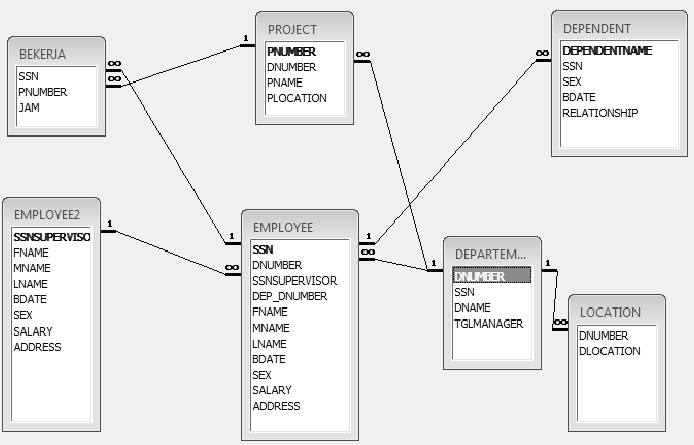 BEKERJA
SSN
PNUMBER
JAM
PROJECT
PNUMBER
DNUMBER
PNAME
PLOCATION
DEPENDENT
DEPENDENTNAME
SSN
SEX
BDATE
RELATIONSHIP
EMPLOYEE2
SSNSUPERVISO
FNAME
MNAME
LNAME
BDATE
SEX
SALARY
ADDRESS
EMPLOYEE
SSN
DNUMBER
SSNSUPERVISOR
DEP_DNUMBER
FNAME
MNAME
LNAME
BDATE
SEX
SALARY
ADDRESS
DEPARTEM...
DNUMBER
SSN
DNAME
TGLMANAGER
LOCATION
DNUMBER
DLOCATION
∞
∞
1
∞
∞
1
∞
1
1
∞
1
1
∞